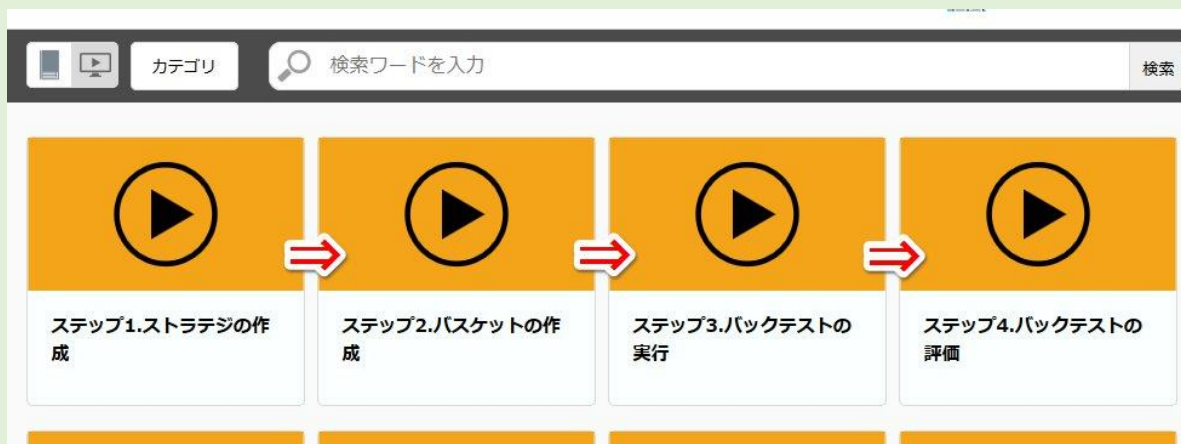 カテゴリ
検索ワードを入力
検索
ステップ1.ストラテジの作
成
ステップ2.バスケットの作
成
ステップ3.バックテストの
実行
ステップ4.バックテストの
評価